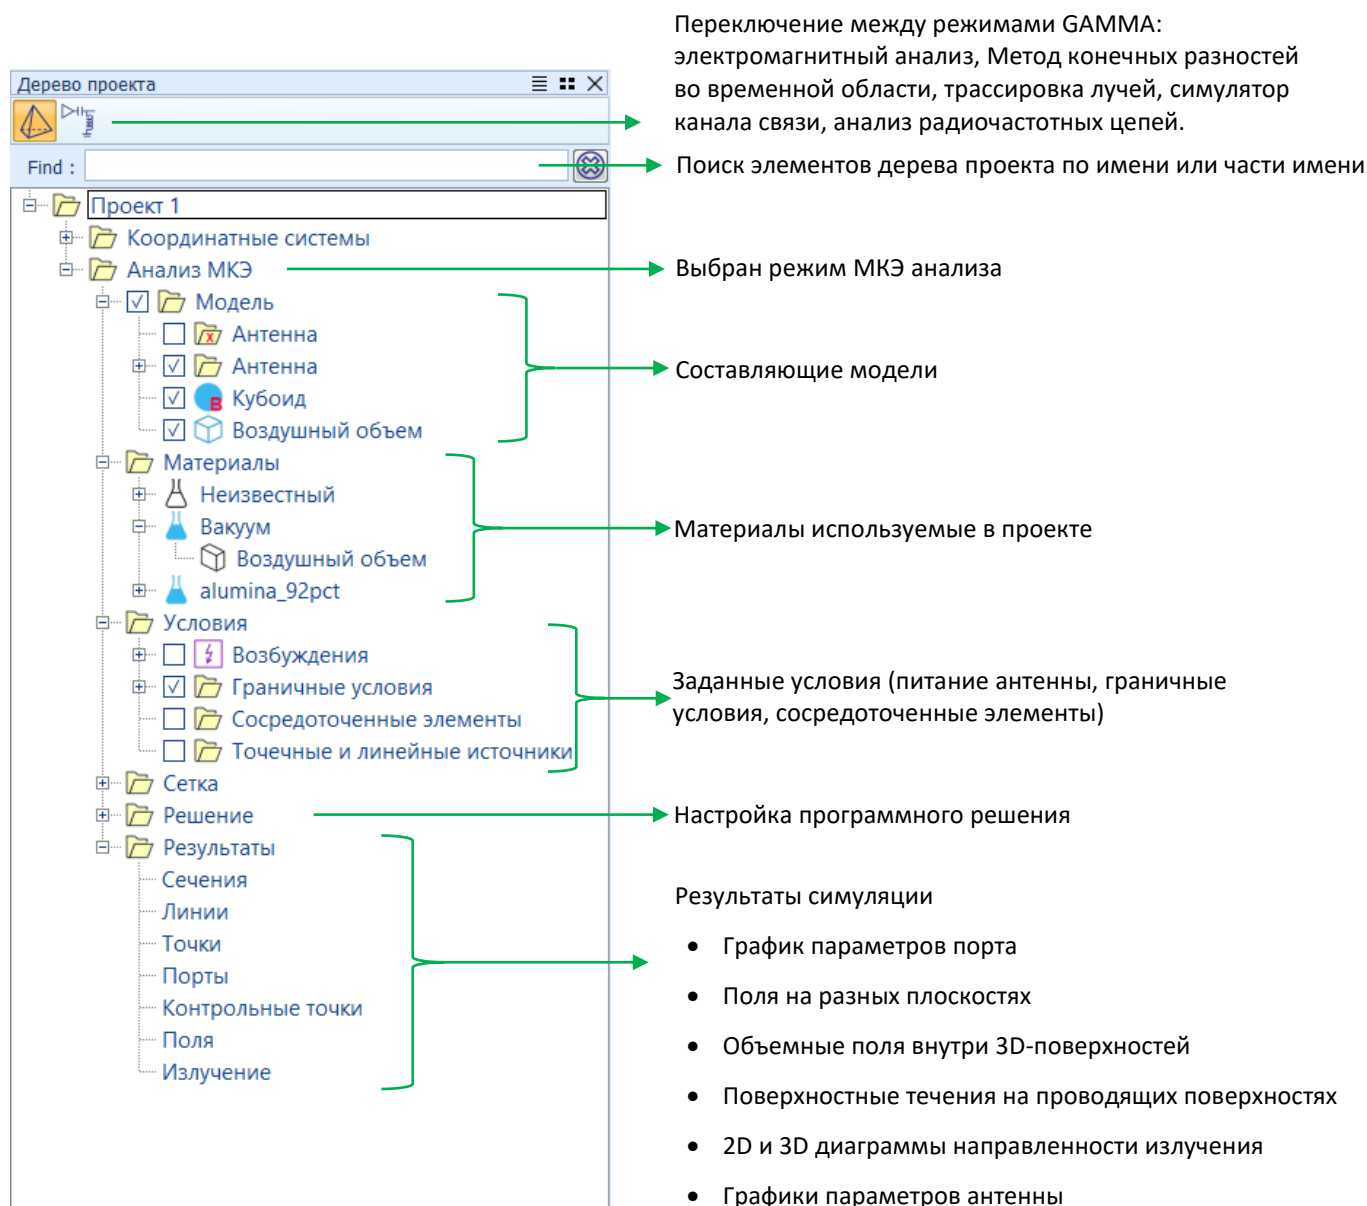 Переключение между режимами GAMMA:
электромагнитный анализ, Метод конечных разностей
во временной области, трассировка лучей, симулятор
канала связи, анализ радиочастотных цепей.
Дерево проекта
Find :
Поиск элементов дерева проекта по имени или части имени
Проект 1
Координатные системы
Анализ МКЭ
Выбран режим МКЭ анализа
Модель
Антенна
Антенна
Составляющие модели
Кубоид
Воздушный объем
Материалы
Неизвестный
Вакуум
Материалы используемые в проекте
Воздушный объем
alumina_92pct
Условия
Возбуждения
Граничные условия
Заданные условия (питание антенны, граничные
условия, сосредоточенные элементы)
Сосредоточенные элементы
Точечные и линейные источники
Сетка
Решение
Настройка программного решения
Результаты
Сечения
Линии
Точки
Порты
Контрольные точки
Поля
Излучение
Результаты симуляции
• График параметров порта
• Поля на разных плоскостях
• Объемные поля внутри 3D-поверхностей
• Поверхностные течения на проводящих поверхностях
• 2D и 3D диаграммы направленности излучения
• Графики параметров антенны